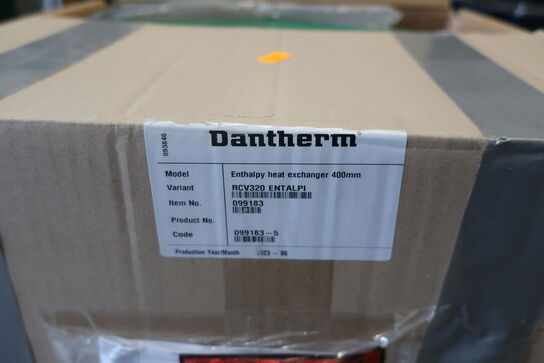 Dantherm®
093846
Model Enthalpy heat exchanger 400mm
Variant RCV320 ENTALPI
Item No. 099183
Product No.
Code 099183-5
Production Year/Month 2023 - 06